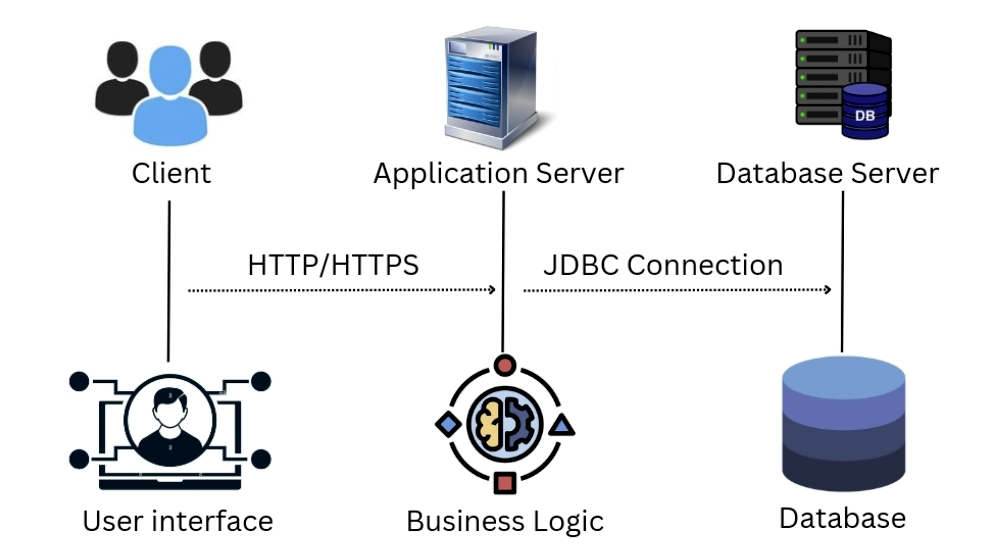 DB
Client
Application Server
Database Server
HTTP/HTTPS
JDBC Connection
User interface
Business Logic
Database